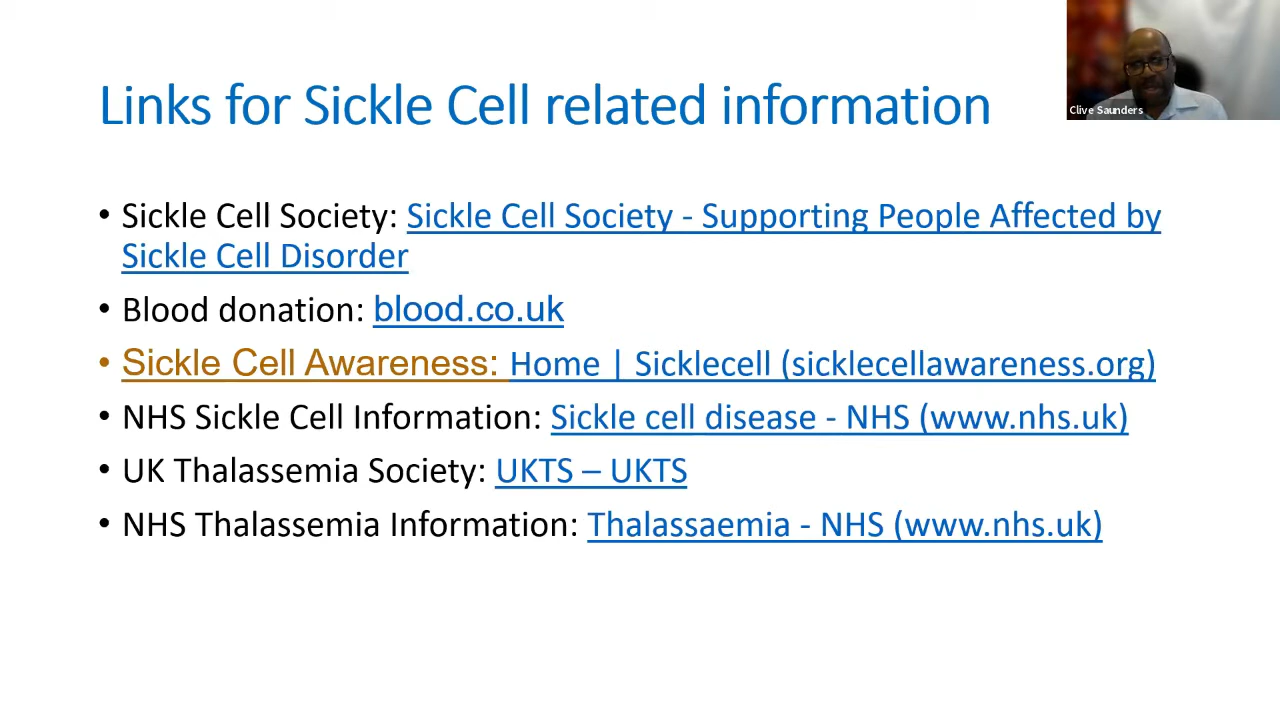 Links for Sickle Cell related information
Clive Saunders
• Sickle Cell Society: Sickle Cell Society - Supporting People Affected by
Sickle Cell Disorder
• Blood donation: blood.co.uk
• Sickle Cell Awareness: Home | Sicklecell (sicklecellawareness.org)
• NHS Sickle Cell Information: Sickle cell disease - NHS (www.nhs.uk)
• UK Thalassemia Society: UKTS – UKTS
• NHS Thalassemia Information: Thalassaemia - NHS (www.nhs.uk)